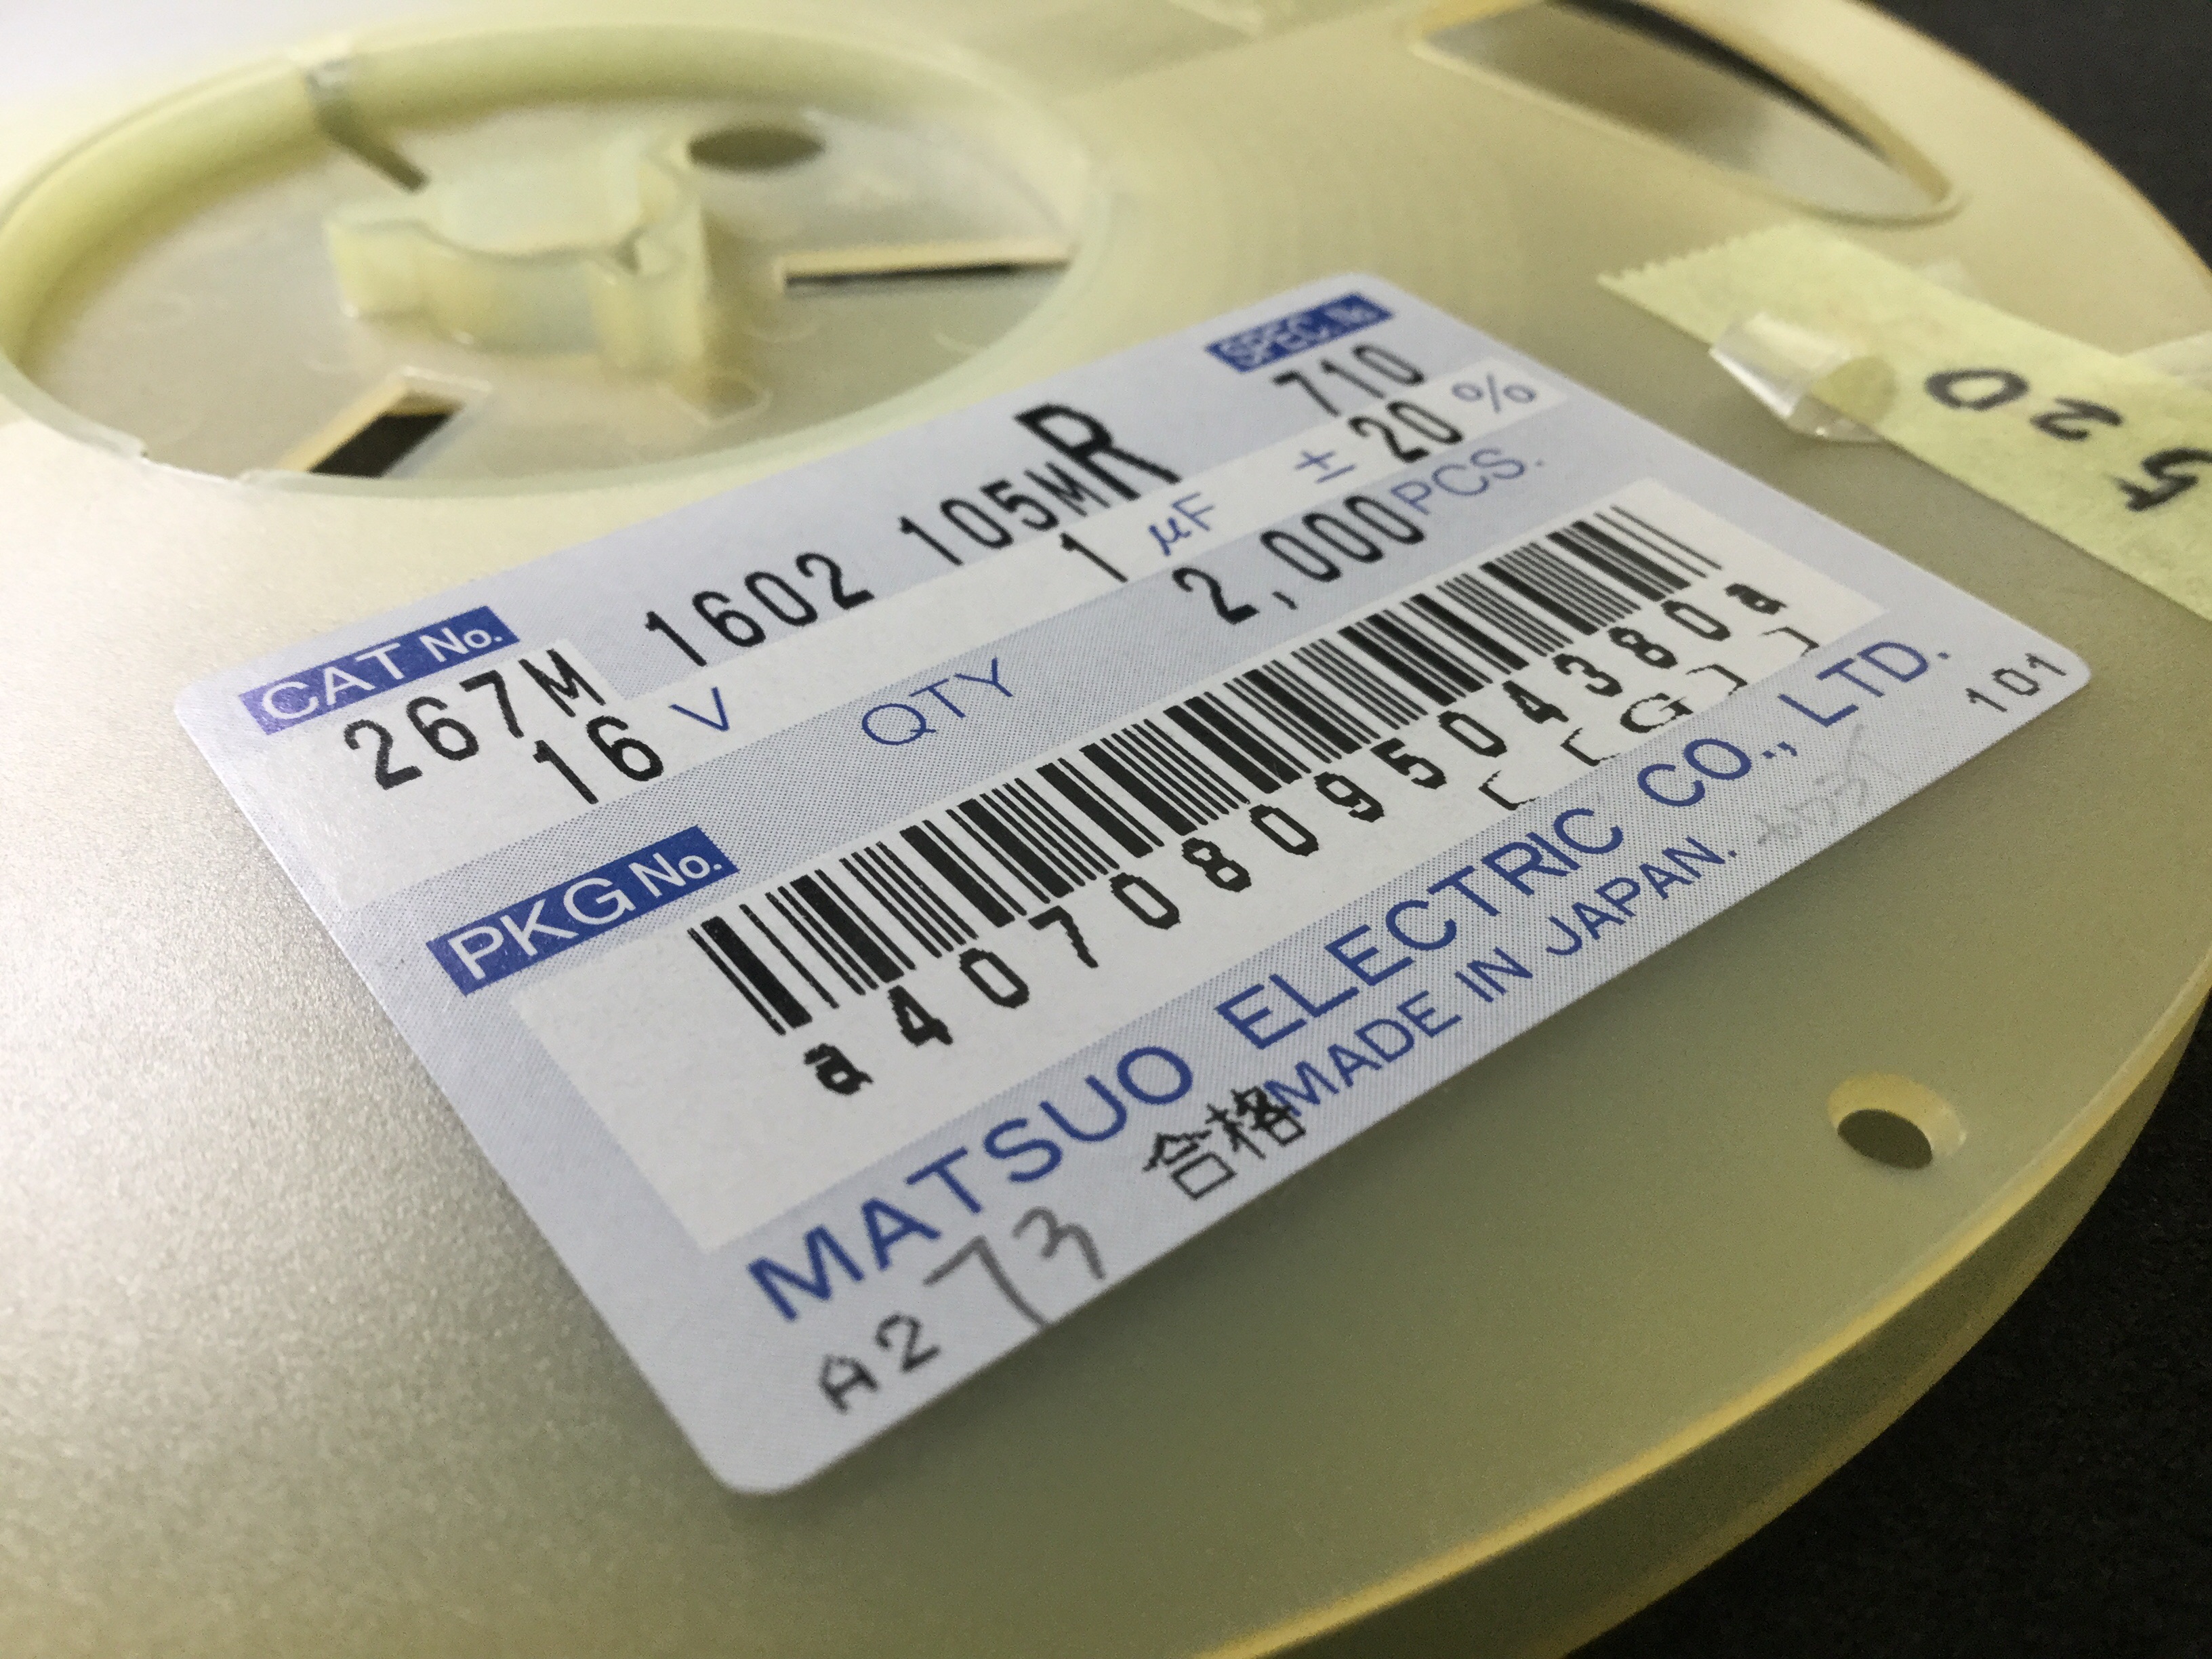 CAT No. SPEC. No.
267M 1602 105MR 710
16 V 1 μF ± 20 %
QTY 2,000 PCS.
PKG No.
a4070809504380a
[ [G] ]
MATSUO ELECTRIC CO., LTD.
合格 MADE IN JAPAN.
A2 73
101
520